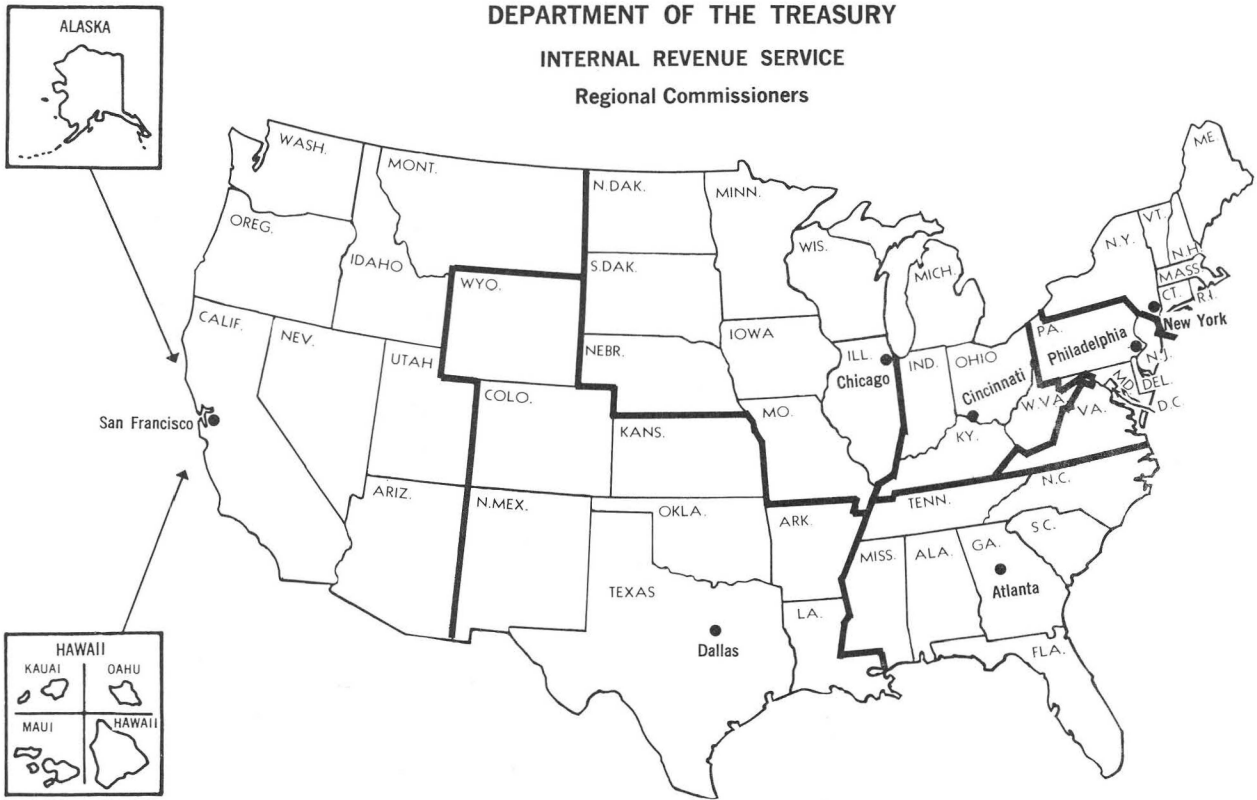 DEPARTMENT OF THE TREASURY
INTERNAL REVENUE SERVICE
Regional Commissioners
ALASKA
WASH.
MONT.
N.DAK.
MINN.
ME
OREG.
IDAHO
WYO.
S.DAK.
WIS.
MICH.
N.Y.
VT.
N.H.
MASS.
CT.
R.I.
New York
CALIF.
NEV.
UTAH
COLO.
NEBR.
IOWA
ILL.
Chicago
IND.
OHIO
Cincinnati
PA.
Philadelphia
N.J.
MD.
DEL.
D.C.
W.VA.
VA.
San Francisco
KANS.
MO.
KY.
ARIZ.
N.MEX.
OKLA.
ARK.
TENN.
N.C.
S.C.
MISS.
ALA.
GA.
Atlanta
TEXAS
Dallas
LA.
FLA.
HAWAII
KAUAI
OAHU
MAUI
HAWAII